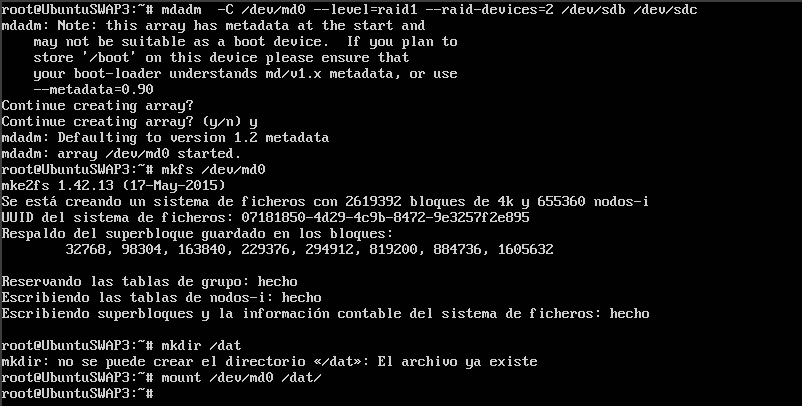 root@UbuntuSWAP3:~# mdadm  -C /dev/md0 --level=raid1 --raid-devices=2 /dev/sdb /dev/sdc
mdadm: Note: this array has metadata at the start and
    may not be suitable as a boot device.  If you plan to
    store '/boot' on this device please ensure that
    your boot-loader understands md/v1.x metadata, or use
    --metadata=0.90
Continue creating array?
Continue creating array? (y/n) y
mdadm: Defaulting to version 1.2 metadata
mdadm: array /dev/md0 started.
root@UbuntuSWAP3:~# mkfs /dev/md0
mke2fs 1.42.13 (17-May-2015)
Se está creando un sistema de ficheros con 2619392 bloques de 4k y 655360 nodos-i
UUID del sistema de ficheros: 07181850-4d29-4c9b-8472-9e3257f2e895
Respaldo del superbloque guardado en los bloques:
        32768, 98304, 163840, 229376, 294912, 819200, 884736, 1605632

Reservando las tablas de grupo: hecho
Escribiendo las tablas de nodos-i: hecho
Escribiendo superbloques y la información contable del sistema de ficheros: hecho

root@UbuntuSWAP3:~# mkdir /dat
mkdir: no se puede crear el directorio «/dat»: El archivo ya existe
root@UbuntuSWAP3:~# mount /dev/md0 /dat/
root@UbuntuSWAP3:~#